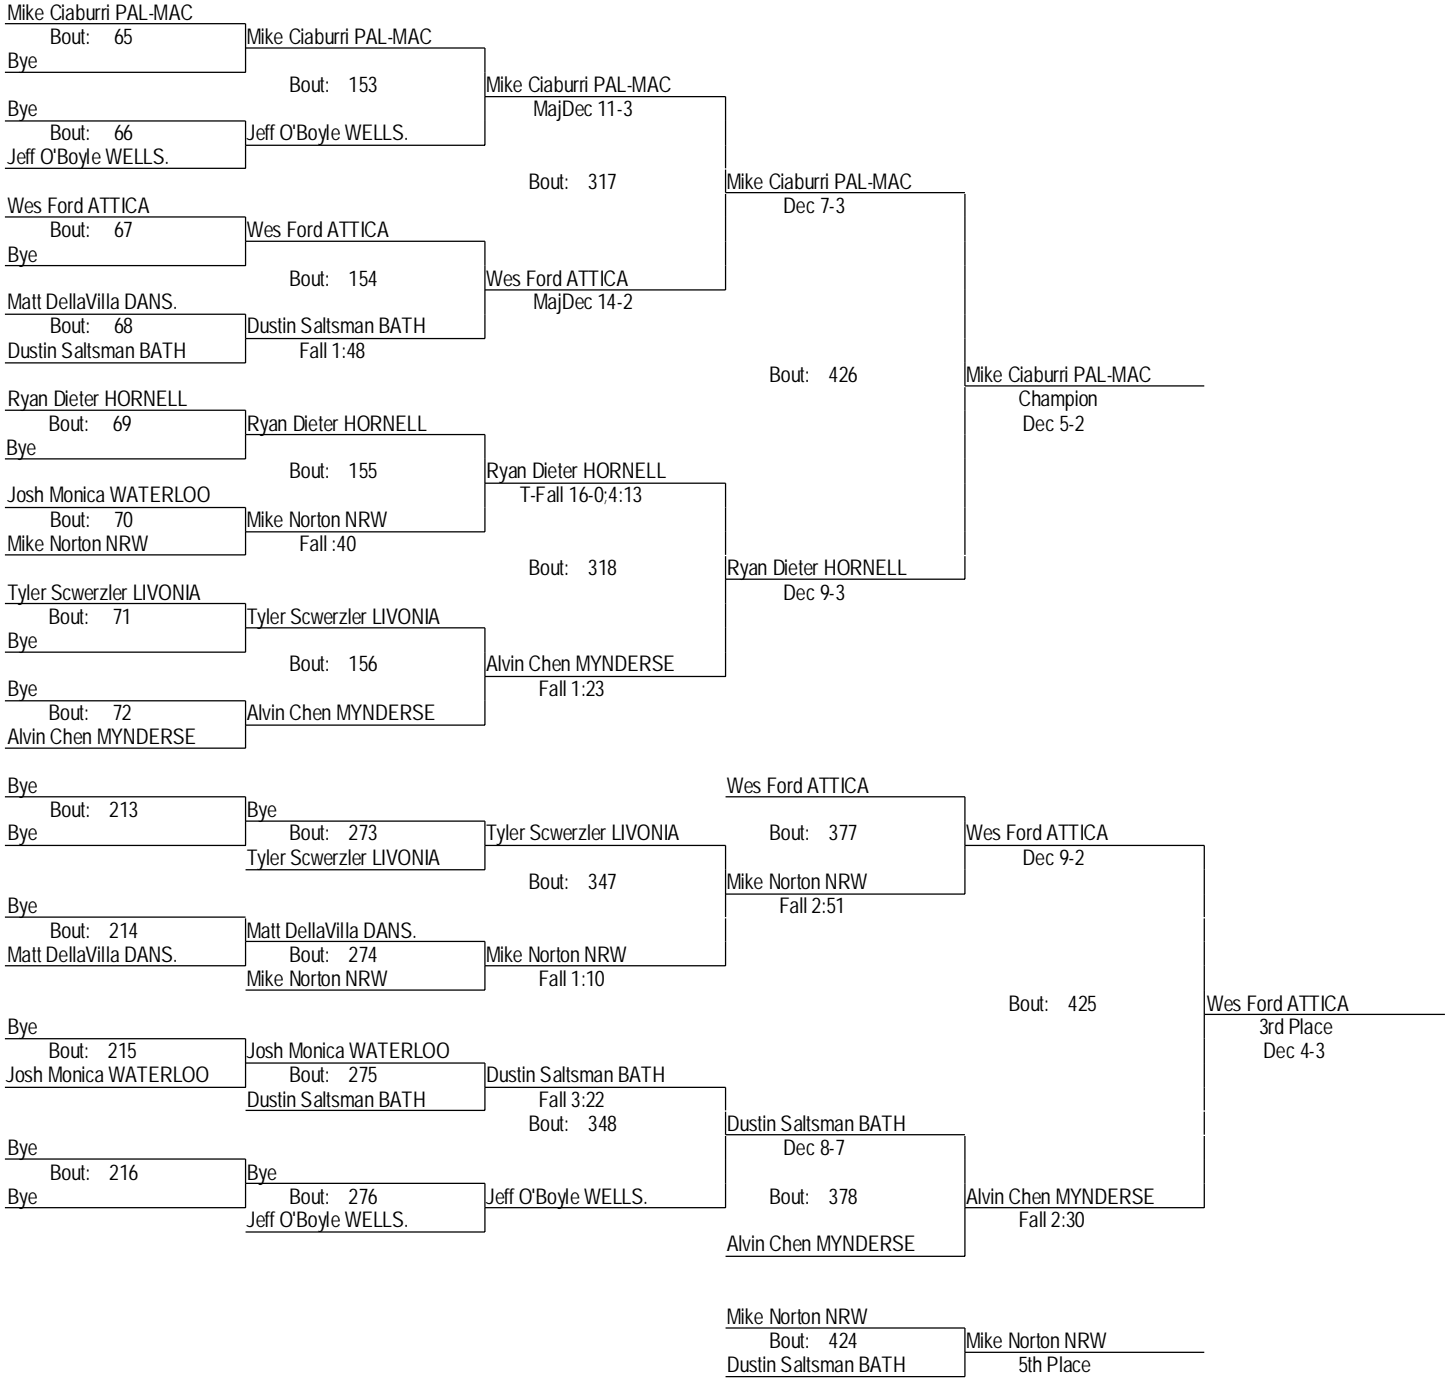 Mike Ciaburri PAL-MAC
Bout: 65
Mike Ciaburri PAL-MAC
Bye
Bout: 153
Mike Ciaburri PAL-MAC
Bye
MajDec 11-3
Bout: 66
Jeff O'Boyle WELLS.
Jeff O'Boyle WELLS.
Bout: 317
Mike Ciaburri PAL-MAC
Wes Ford ATTICA
Dec 7-3
Bout: 67
Wes Ford ATTICA
Bye
Bout: 154
Wes Ford ATTICA
Matt DellaVilla DANS.
MajDec 14-2
Bout: 68
Dustin Saltsman BATH
Dustin Saltsman BATH
Fall 1:48
Bout: 426
Mike Ciaburri PAL-MAC
Ryan Dieter HORNELL
Champion
Bout: 69
Ryan Dieter HORNELL
Dec 5-2
Bye
Bout: 155
Ryan Dieter HORNELL
Josh Monica WATERLOO
T-Fall 16-0;4:13
Bout: 70
Mike Norton NRW
Mike Norton NRW
Fall :40
Bout: 318
Ryan Dieter HORNELL
Tyler Scwerzler LIVONIA
Dec 9-3
Bout: 71
Tyler Scwerzler LIVONIA
Bye
Bout: 156
Alvin Chen MYNDERSE
Bye
Fall 1:23
Bout: 72
Alvin Chen MYNDERSE
Alvin Chen MYNDERSE
Bye
Wes Ford ATTICA
Bout: 213
Bye
Bye
Bout: 273
Tyler Scwerzler LIVONIA
Bout: 377
Wes Ford ATTICA
Tyler Scwerzler LIVONIA
Dec 9-2
Bout: 347
Mike Norton NRW
Bye
Fall 2:51
Bout: 214
Matt DellaVilla DANS.
Matt DellaVilla DANS.
Bout: 274
Mike Norton NRW
Mike Norton NRW
Fall 1:10
Bout: 425
Wes Ford ATTICA
Bye
3rd Place
Bout: 215
Josh Monica WATERLOO
Dec 4-3
Josh Monica WATERLOO
Bout: 275
Dustin Saltsman BATH
Dustin Saltsman BATH
Fall 3:22
Bout: 348
Dustin Saltsman BATH
Bye
Dec 8-7
Bout: 216
Bye
Bye
Bout: 276
Jeff O'Boyle WELLS.
Bout: 378
Alvin Chen MYNDERSE
Jeff O'Boyle WELLS.
Fall 2:30
Alvin Chen MYNDERSE
Mike Norton NRW
Bout: 424
Mike Norton NRW
Dustin Saltsman BATH
5th Place